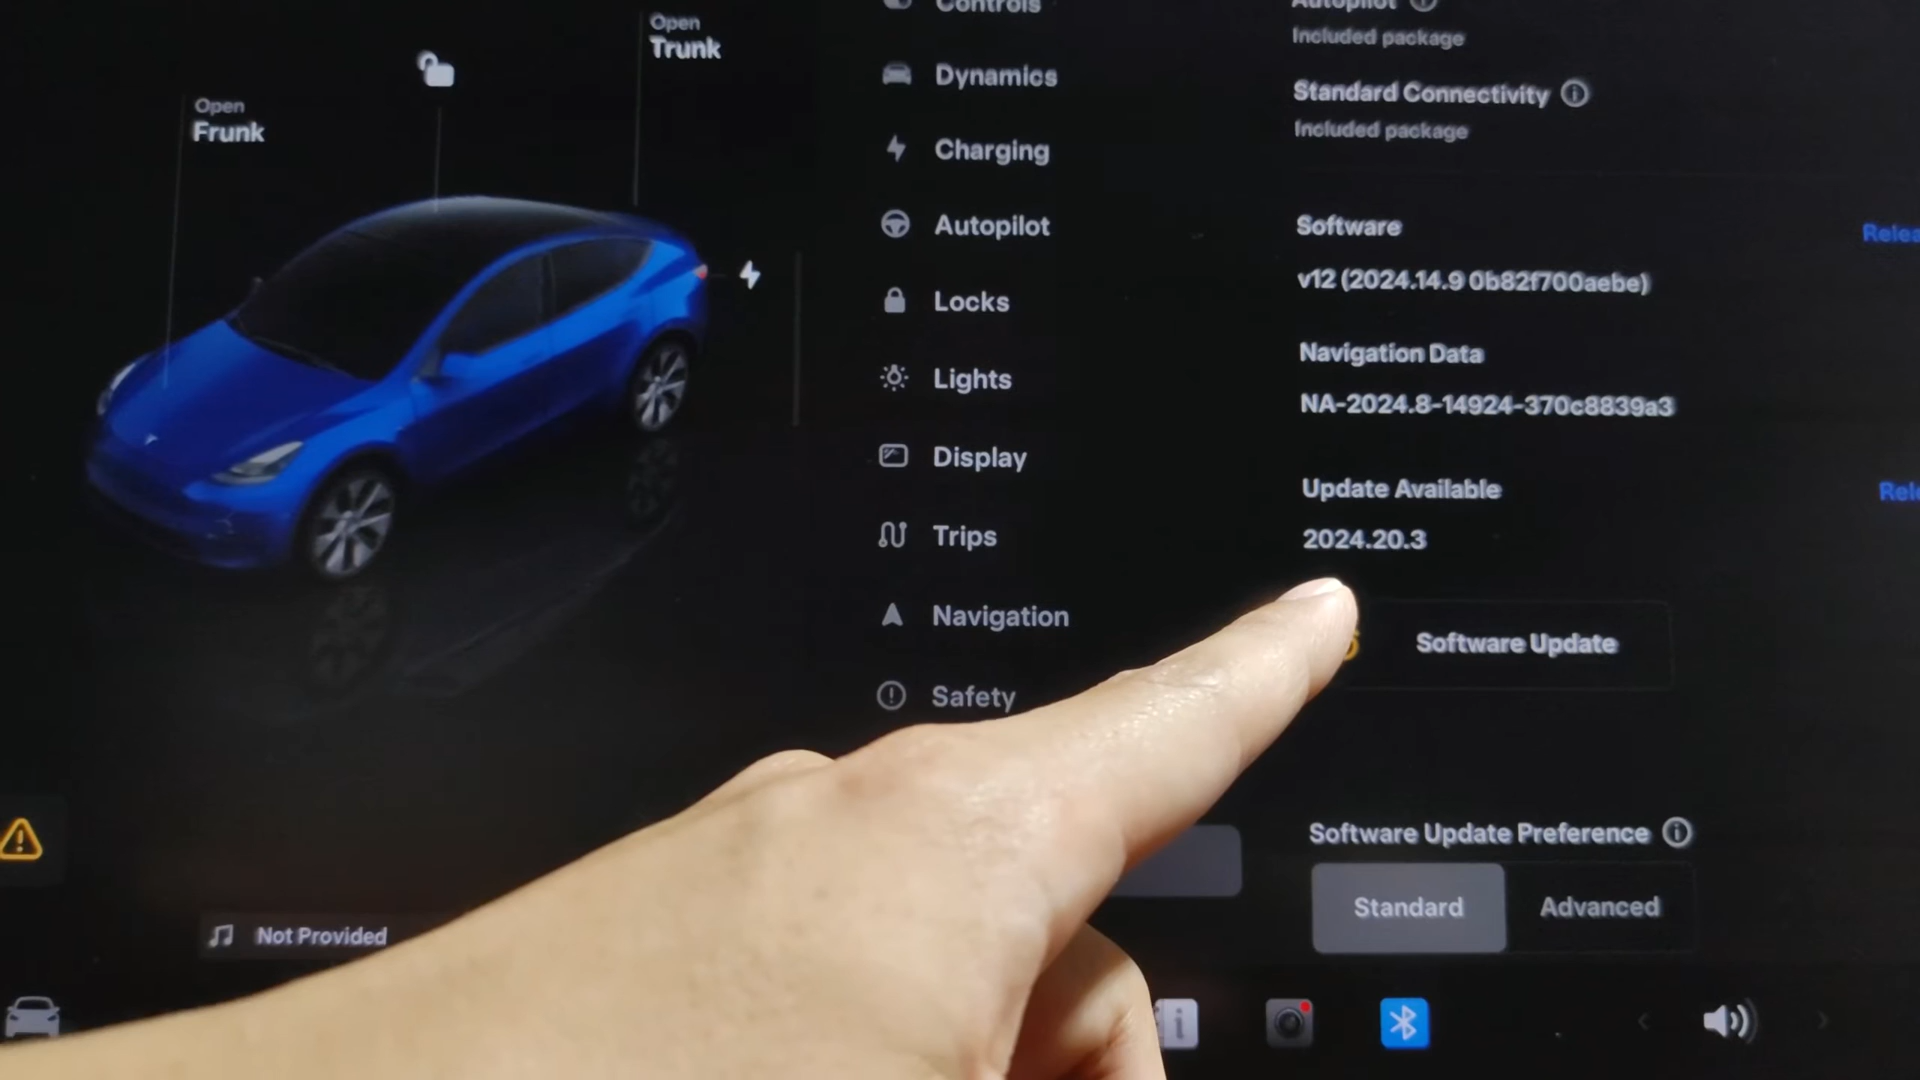 Open
Trunk
Open
Frunk
Controls
Dynamics
Charging
Autopilot
Locks
Lights
Display
Trips
Navigation
Safety
Autopilot
Included package
Standard Connectivity
Included package
Software
v12 (2024.14.9 0b82f700aebe)
Navigation Data
NA-2024.8-14924-370c8839a3
Update Available
2024.20.3
Software Update
Software Update Preference
Standard
Advanced
Not Provided